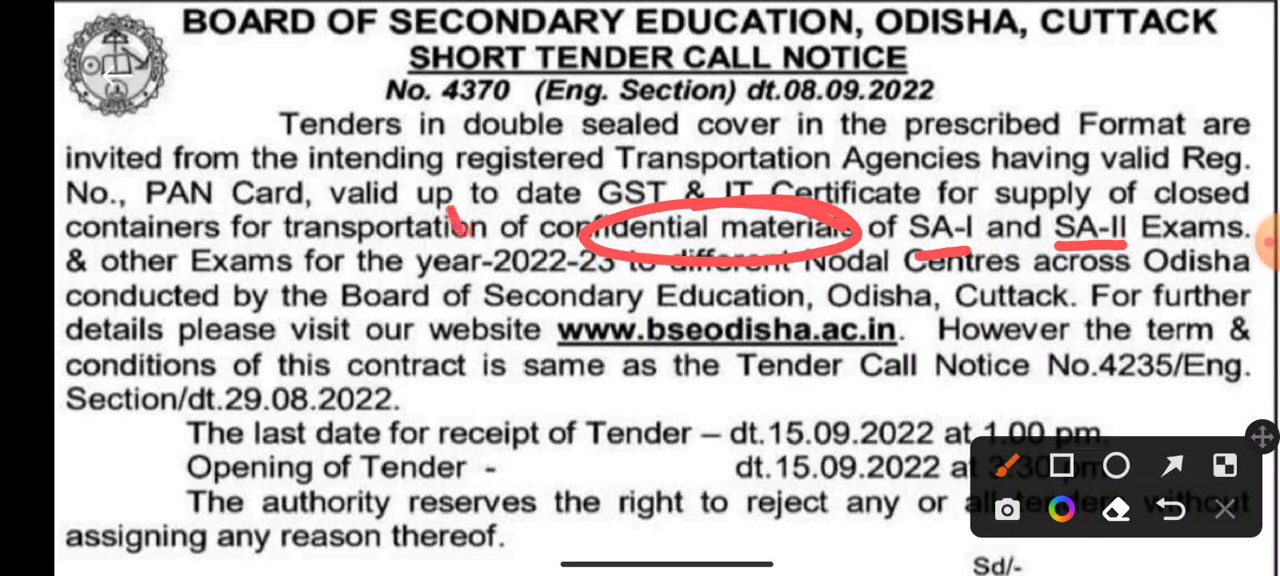 BOARD OF SECONDARY EDUCATION, ODISHA, CUTTACK
SHORT TENDER CALL NOTICE
No. 4370 (Eng. Section) dt.08.09.2022
Tenders in double sealed cover in the prescribed Format are
invited from the intending registered Transportation Agencies having valid Reg.
No., PAN Card, valid up to date GST & IT Certificate for supply of closed
containers for transportation of confidential materials of SA-I and SA-II Exams.
& other Exams for the year-2022-23 to different Nodal Centres across Odisha
conducted by the Board of Secondary Education, Odisha, Cuttack. For further
details please visit our website www.bseodisha.ac.in. However the term &
conditions of this contract is same as the Tender Call Notice No.4235/Eng.
Section/dt.29.08.2022.
The last date for receipt of Tender – dt.15.09.2022 at 1.00 pm.
Opening of Tender - dt.15.09.2022 at 3.30 pm.
The authority reserves the right to reject any or all tenders without
assigning any reason thereof.
Sd/-